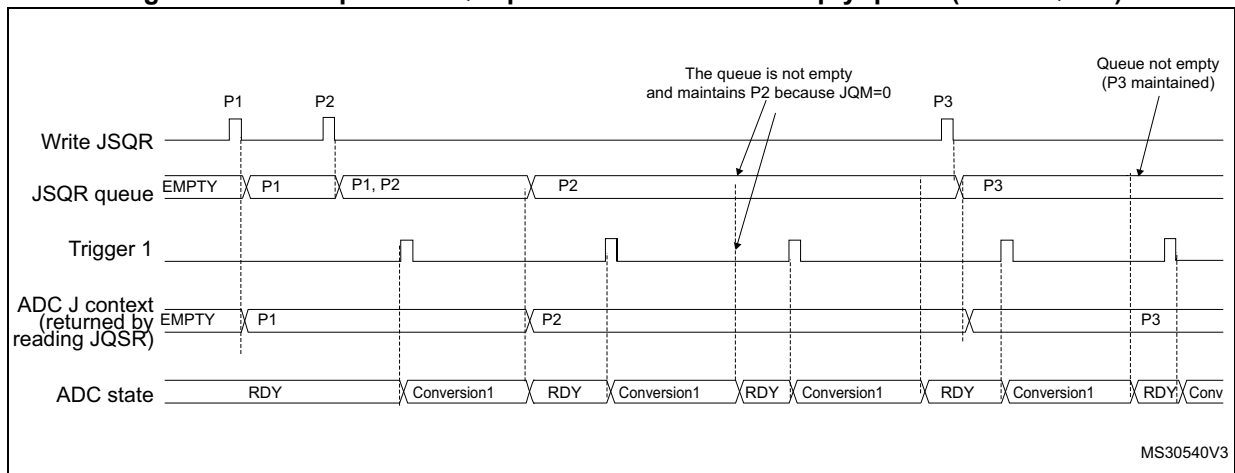 The queue is not empty
and maintains P2 because JQM=0
Queue not empty
(P3 maintained)
P1
P2
P3
Write JSQR
JSQR queue
EMPTY
P1
P1, P2
P2
P3
Trigger 1
ADC J context
(returned by
reading JQSR)
EMPTY
P1
P2
P3
ADC state
RDY
Conversion1
RDY
Conversion1
RDY
Conversion1
RDY
Conversion1
RDY
Conv
MS30540V3